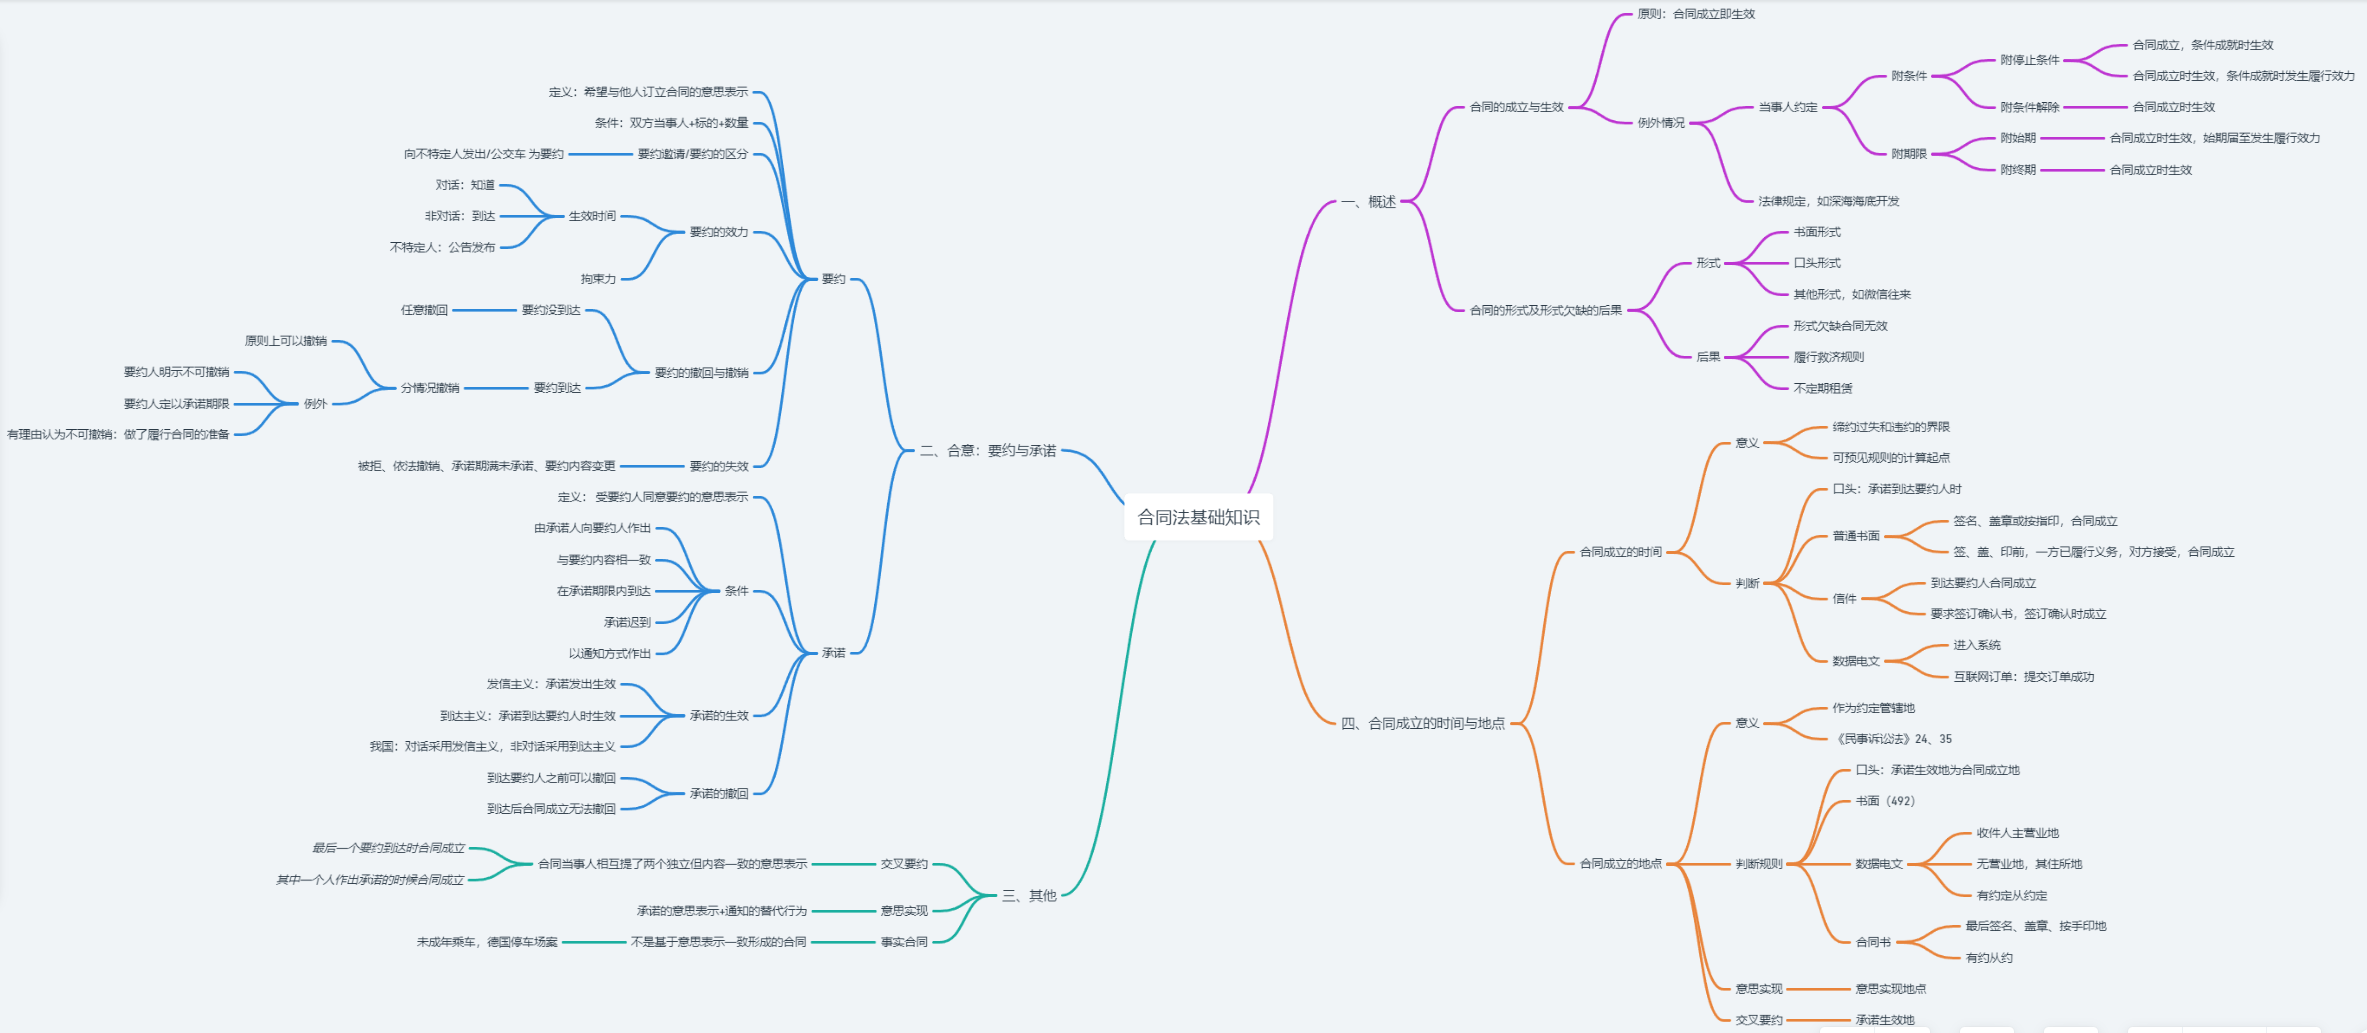 合同法基础知识
一、概述
合同的成立与生效
原则：合同成立即生效
例外情况
当事人约定
附条件
附停止条件
合同成立，条件成就时生效
合同成立时生效，条件成就时发生履行效力
附条件解除
合同成立时生效
附期限
附始期
合同成立时生效，始期届至发生履行效力
附终期
合同成立时生效
法律规定，如深海海底开发
合同的形式及形式欠缺的后果
形式
书面形式
口头形式
其他形式，如微信往来
后果
形式欠缺合同无效
履行救济规则
不定期租赁
二、合意：要约与承诺
要约
定义：希望与他人订立合同的意思表示
条件：双方当事人+标的+数量
要约邀请/要约的区分
向不特定人发出/公交车 为要约
要约的效力
生效时间
对话：知道
非对话：到达
不特定人：公告发布
拘束力
要约的撤回与撤销
要约没到达
任意撤回
要约到达
分情况撤销
原则上可以撤销
例外
要约人明示不可撤销
要约人定以承诺期限
有理由认为不可撤销：做了履行合同的准备
要约的失效
被拒、依法撤销、承诺期满未承诺、要约内容变更
承诺
定义： 受要约人同意要约的意思表示
条件
由承诺人向要约人作出
与要约内容相一致
在承诺期限内到达
承诺迟到
以通知方式作出
承诺的生效
发信主义：承诺发出生效
到达主义：承诺到达要约人时生效
我国：对话采用发信主义，非对话采用到达主义
承诺的撤回
到达要约人之前可以撤回
到达后合同成立无法撤回
三、其他
交叉要约
合同当事人相互提了两个独立但内容一致的意思表示
最后一个要约到达时合同成立
其中一个人作出承诺的时候合同成立
意思实现
承诺的意思表示+通知的替代行为
事实合同
不是基于意思表示一致形成的合同
未成年乘车，德国停车场案
四、合同成立的时间与地点
合同成立的时间
意义
缔约过失和违约的界限
可预见规则的计算起点
判断
口头：承诺到达要约人时
普通书面
签名、盖章或按指印，合同成立
签、盖、印前，一方已履行义务，对方接受，合同成立
信件
到达要约人合同成立
要求签订确认书，签订确认时成立
数据电文
进入系统
互联网订单：提交订单成功
合同成立的地点
意义
作为约定管辖地
《民事诉讼法》24、35
判断规则
口头：承诺生效地为合同成立地
书面（492）
数据电文
收件人主营业地
无营业地，其住所地
有约定从约定
合同书
最后签名、盖章、按手印地
有约从约
意思实现
意思实现地点
交叉要约
承诺生效地